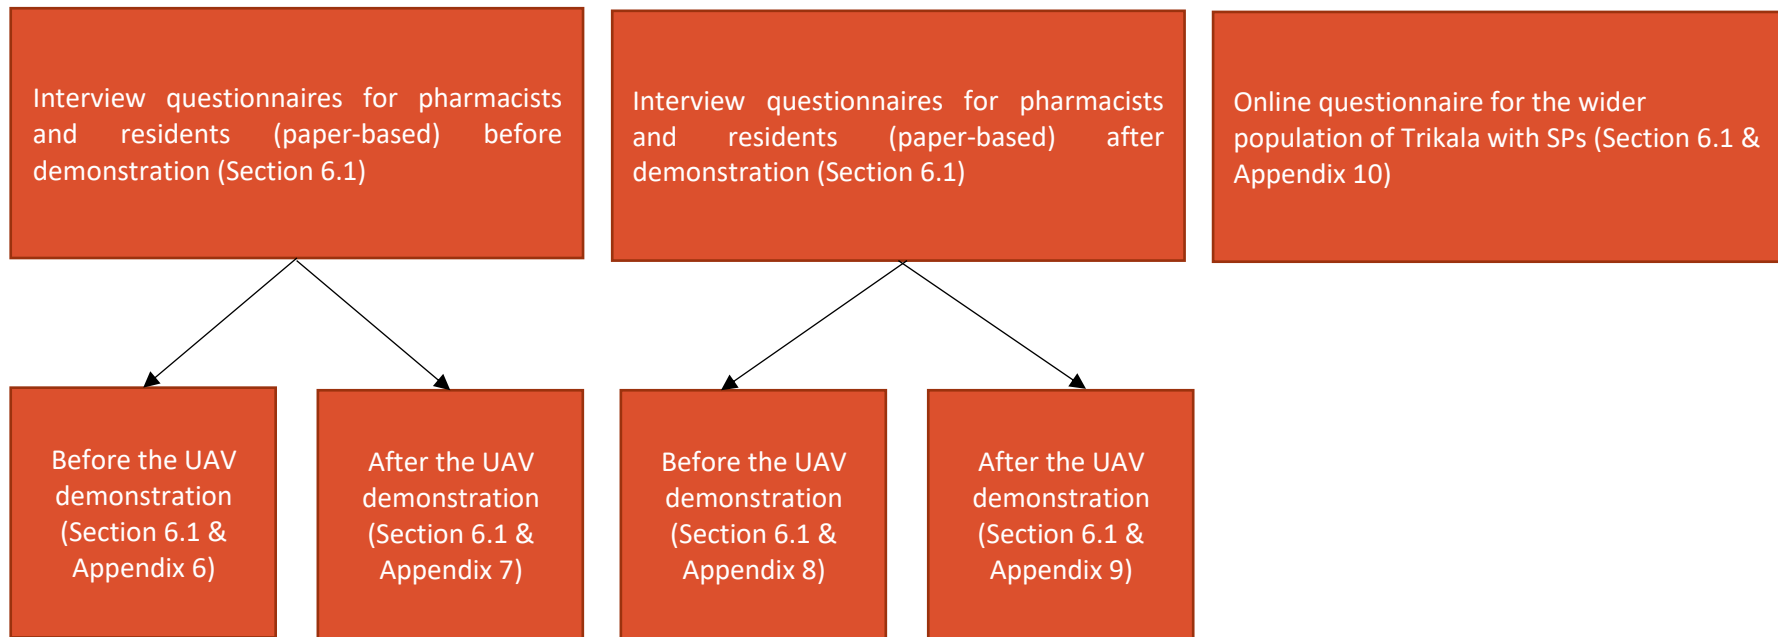 Interview questionnaires for pharmacists
and residents (paper-based) before
demonstration (Section 6.1)
Interview questionnaires for pharmacists
and residents (paper-based) after
demonstration (Section 6.1)
Online questionnaire for the wider
population of Trikala with SPs (Section 6.1 &
Appendix 10)
Before the UAV
demonstration
(Section 6.1 &
Appendix 6)
After the UAV
demonstration
(Section 6.1 &
Appendix 7)
Before the UAV
demonstration
(Section 6.1 &
Appendix 8)
After the UAV
demonstration
(Section 6.1 &
Appendix 9)